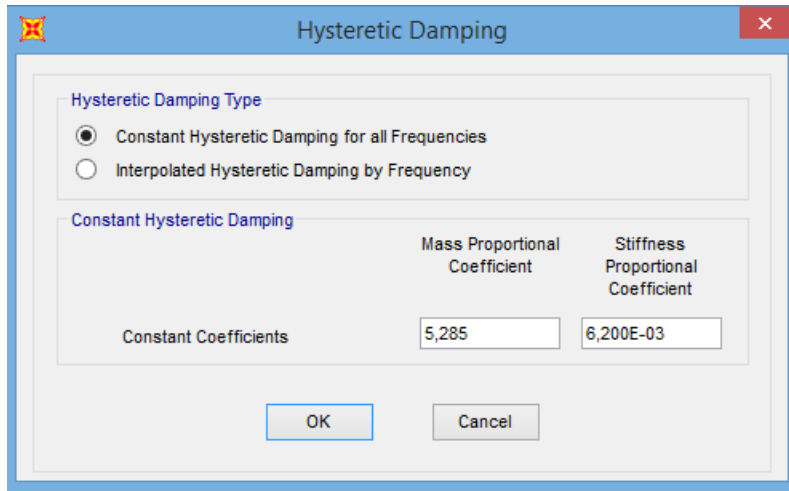 Hysteretic Damping
Hysteretic Damping Type
Constant Hysteretic Damping for all Frequencies
Interpolated Hysteretic Damping by Frequency
Constant Hysteretic Damping
Mass Proportional
Coefficient
Stiffness
Proportional
Coefficient
Constant Coefficients
5,285
6,200E-03
OK
Cancel